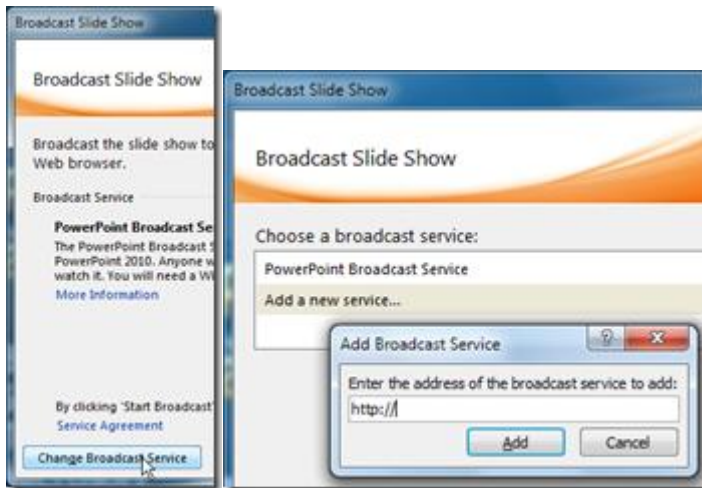 Broadcast Slide Show
Broadcast Slide Show
Broadcast the slide show to
Web browser.
Broadcast Service
PowerPoint Broadcast Se
The PowerPoint Broadcast
PowerPoint 2010. Anyone w
watch it. You will need a Wi
More Information
By clicking 'Start Broadcast'
Service Agreement
Change Broadcast Service
Broadcast Slide Show
Broadcast Slide Show
Choose a broadcast service:
PowerPoint Broadcast Service
Add a new service...
Add Broadcast Service
Enter the address of the broadcast service to add:
http://
Add
Cancel